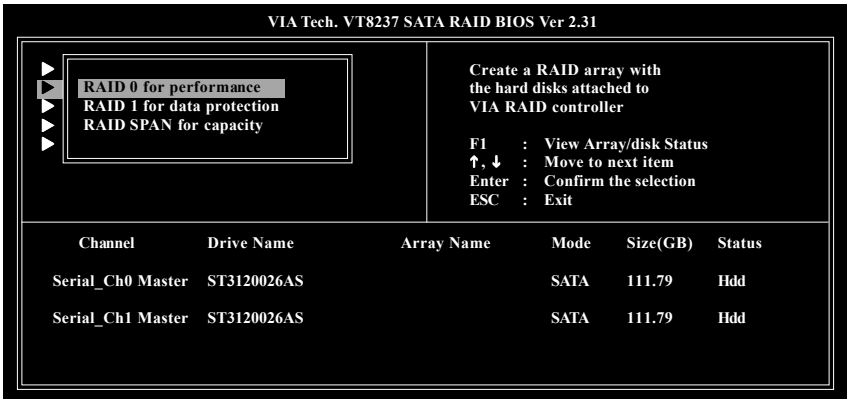 VIA Tech. VT8237 SATA RAID BIOS Ver 2.31
RAID 0 for performance
RAID 1 for data protection
RAID SPAN for capacity
Create a RAID array with
the hard disks attached to
VIA RAID controller
F1 : View Array/disk Status
↑, ↓ : Move to next item
Enter : Confirm the selection
ESC : Exit
Channel Drive Name Array Name Mode Size(GB) Status
Serial_Ch0 Master ST3120026AS SATA 111.79 Hdd
Serial_Ch1 Master ST3120026AS SATA 111.79 Hdd